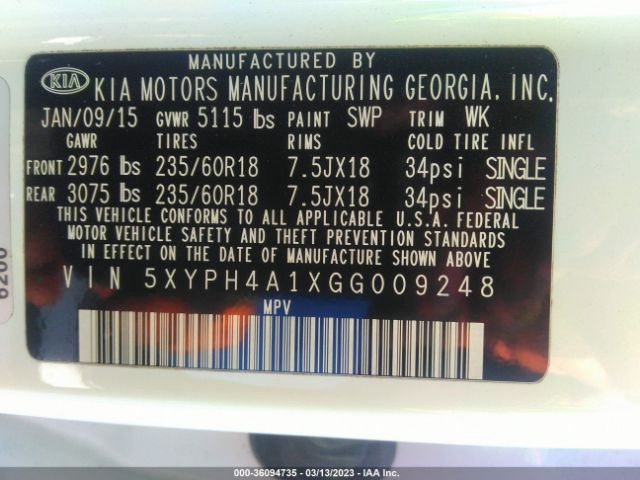 MANUFACTURED BY
KIA KIA MOTORS MANUFACTURING GEORGIA, INC.
JAN/09/15 GVWR 5115 lbs PAINT SWP TRIM WK
GAWR TIRES RIMS COLD TIRE INFL
FRONT 2976 lbs 235/60R18 7.5JX18 34psi SINGLE
REAR 3075 lbs 235/60R18 7.5JX18 34psi SINGLE
THIS VEHICLE CONFORMS TO ALL APPLICABLE U.S.A. FEDERAL
MOTOR VEHICLE SAFETY, BUMPER, AND THEFT PREVENTION STANDARDS
IN EFFECT ON THE DATE OF MANUFACTURE SHOWN ABOVE.
VIN 5XYPH4A1XGG009248
MPV
6200
000-36094735 - 03/13/2023 - IAA Inc.